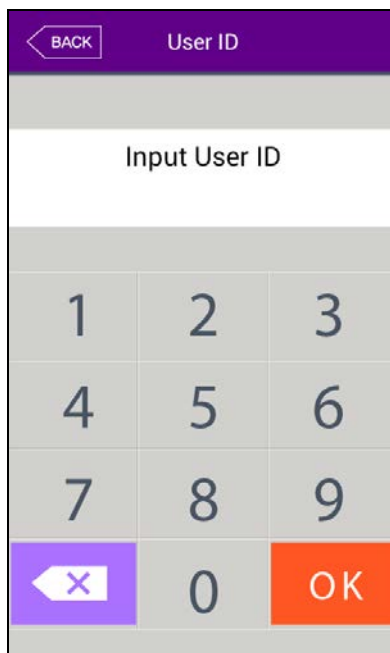 BACK User ID
Input User ID
1 2 3
4 5 6
7 8 9
0 OK